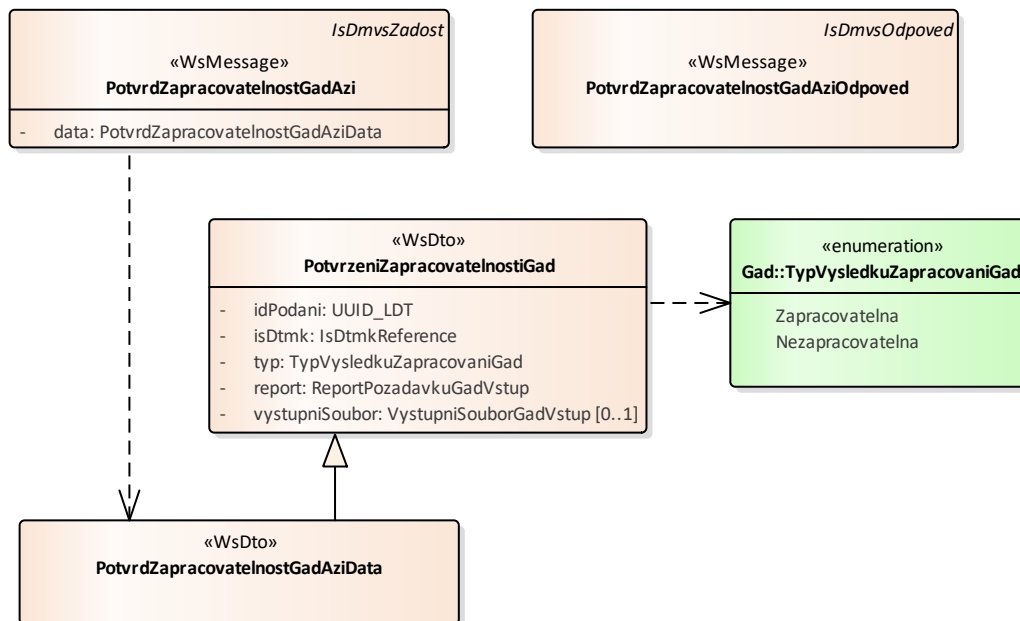 IsDmvsZadost
«WsMessage»
PotvrdZapracovatelnostGadAzi
- data: PotvrdZapracovatelnostGadAziData
IsDmvsOdpoved
«WsMessage»
PotvrdZapracovatelnostGadAziOdpoved
«WsDto»
PotvrzeniZapracovatelnostiGad
- idPodani: UUID_LDT
- isDtmk: IsDtmkReference
- typ: TypVysledkuZapracovaniGad
- report: ReportPozadavkuGadVstup
- vystupniSoubor: VystupniSouborGadVstup [0..1]
«enumeration»
Gad::TypVysledkuZapracovaniGad
Zapracovatelna
Nezapracovatelna
«WsDto»
PotvrdZapracovatelnostGadAziData